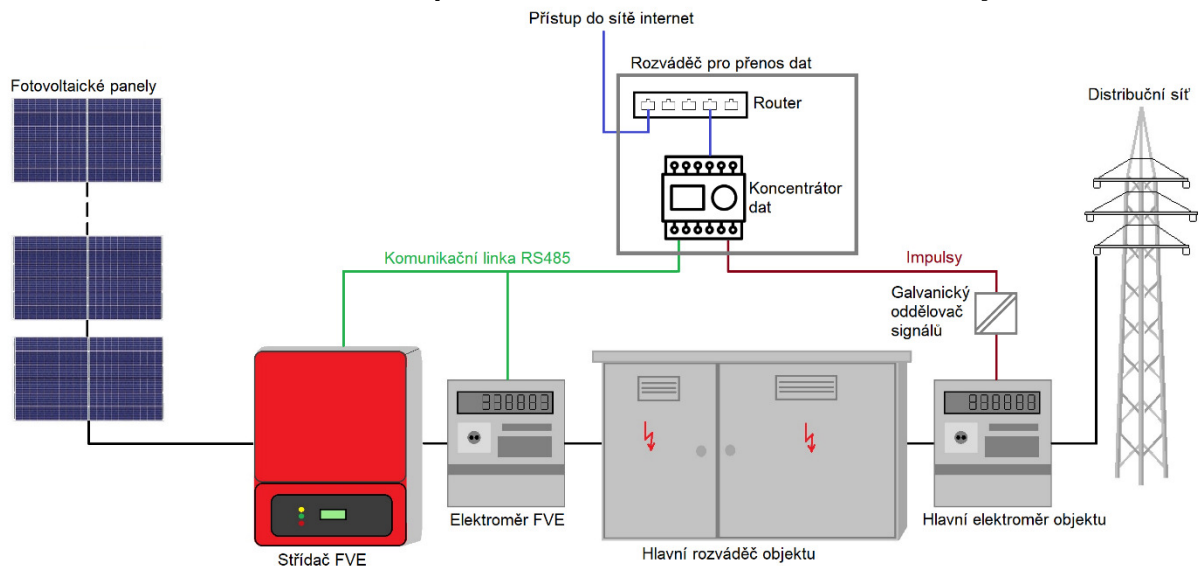 Přístup do sítě internet
Rozváděč pro přenos dat
Fotovoltaické panely
Router
Distribuční síť
Koncentrátor
dat
Komunikační linka RS485
Impulsy
Galvanický
oddělovač
signálů
338803
888888
Elektroměr FVE
Hlavní elektroměr objektu
Střídač FVE
Hlavní rozváděč objektu